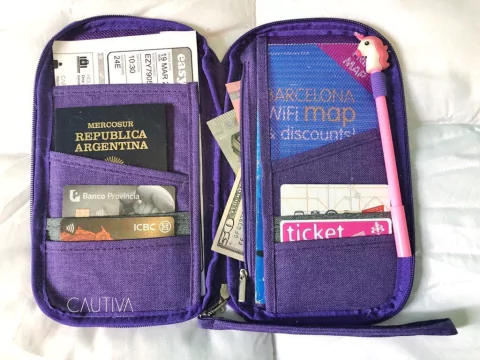 19 MAR
EZY7905
10:30
24E
easy
MERCOSUR
REPUBLICA
ARGENTINA
Banco Provincia
ICBC
CAUTIVA
MAP
BARCELONA
WiFi map
& discounts!
ticket